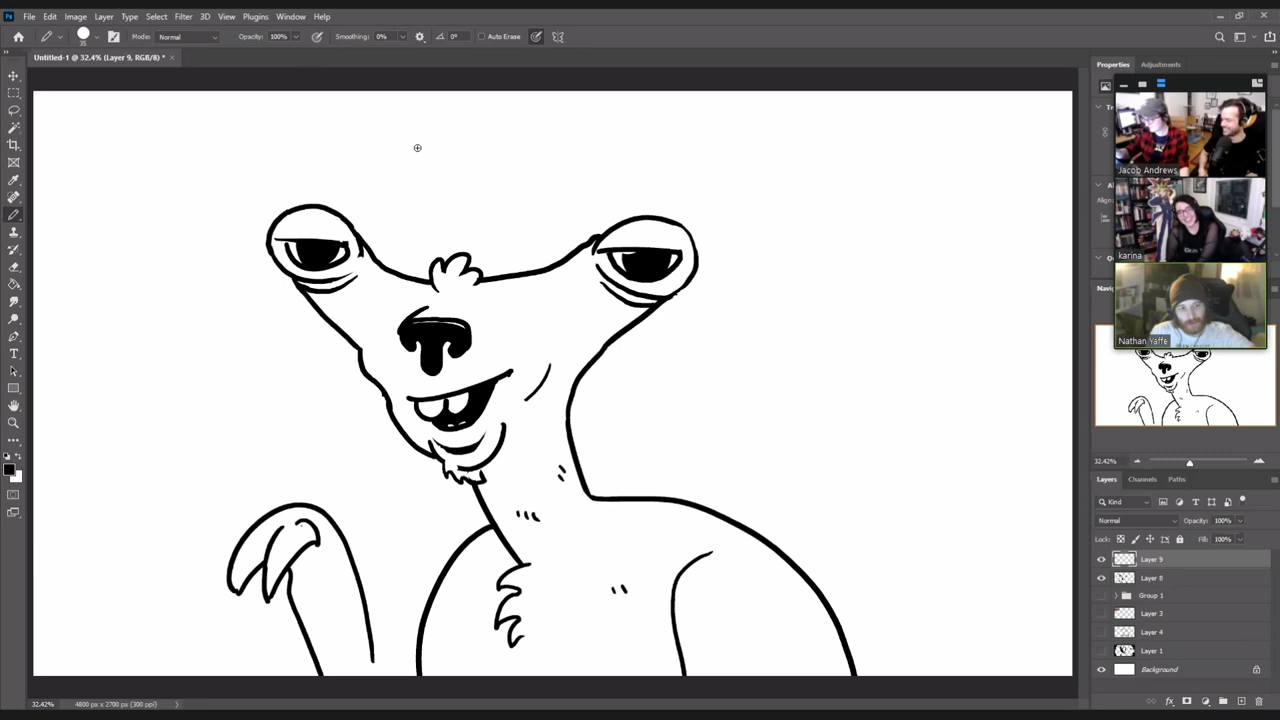 Ps File Edit Image Layer Type Select Filter 3D View Plugins Window Help
35 Mode: Normal Opacity: 100% Smoothing: 0% 0° Auto Erase
Untitled-1 @ 32.4% (Layer 9, RGB/8) * ×
Properties Adjustments
Jacob Andrews
karina
Nathan Yaffe
32.42%
Layers Channels Paths
Kind
Normal Opacity: 100%
Lock: Fill: 100%
Layer 9
Layer 8
Group 1
Layer 3
Layer 4
Layer 1
Background
32.42% 4800 px x 2700 px (300 ppi)